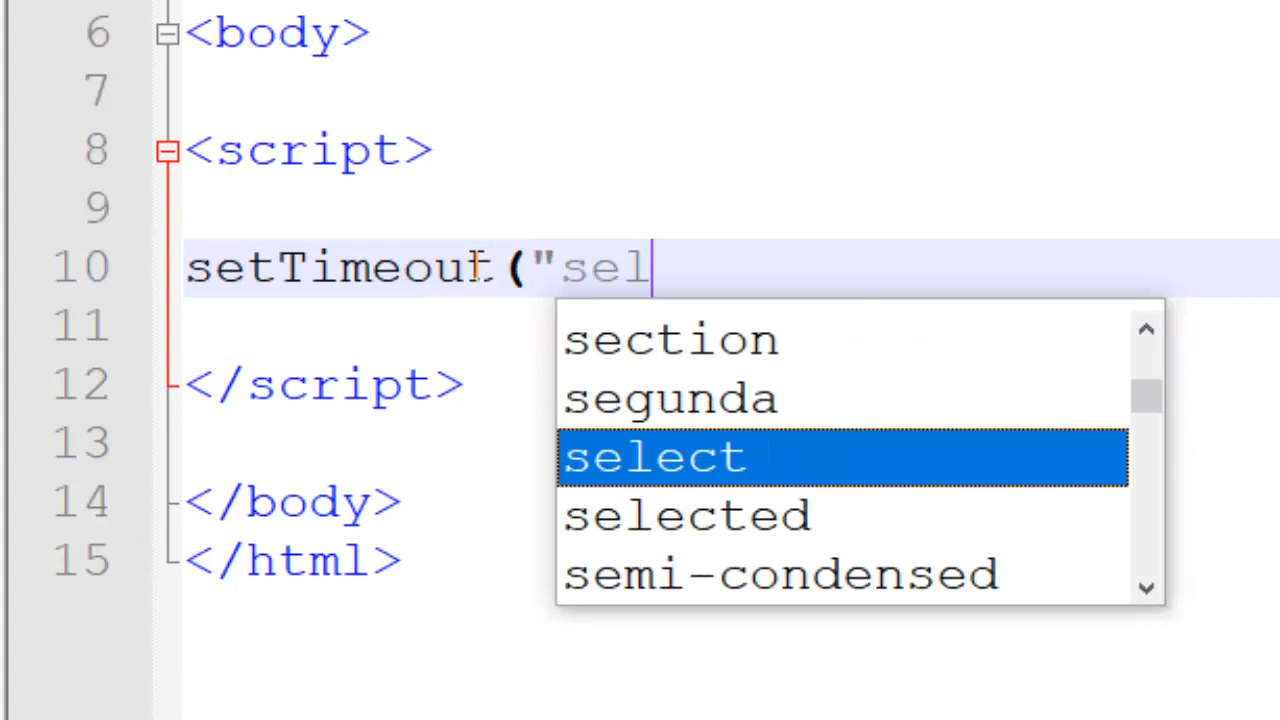 6 <body>
7
8 <script>
9
10 setTimeout("sel
section
segunda
select
selected
semi-condensed
11
12 </script>
13
14 </body>
15 </html>